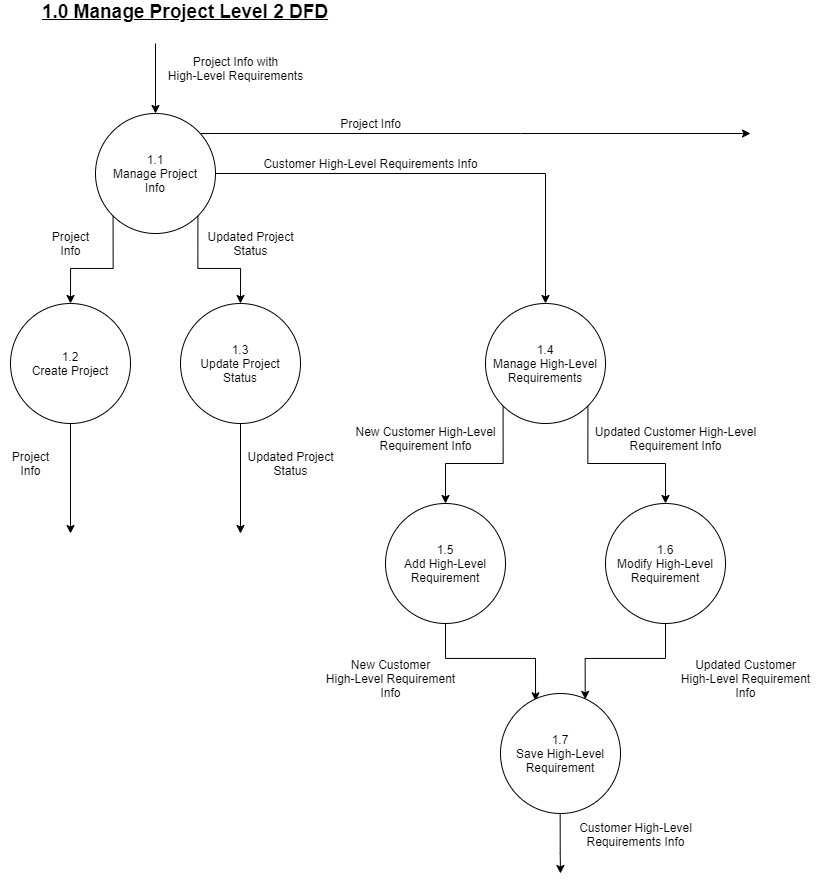 1.0 Manage Project Level 2 DFD
Project Info with
High-Level Requirements
Project Info
1.1
Manage Project
Info
Customer High-Level Requirements Info
Project
Info
Updated Project
Status
1.2
Create Project
1.3
Update Project
Status
1.4
Manage High-Level
Requirements
Project
Info
Updated Project
Status
New Customer High-Level
Requirement Info
Updated Customer High-Level
Requirement Info
1.5
Add High-Level
Requirement
1.6
Modify High-Level
Requirement
New Customer
High-Level Requirement
Info
Updated Customer
High-Level Requirement
Info
1.7
Save High-Level
Requirement
Customer High-Level
Requirements Info